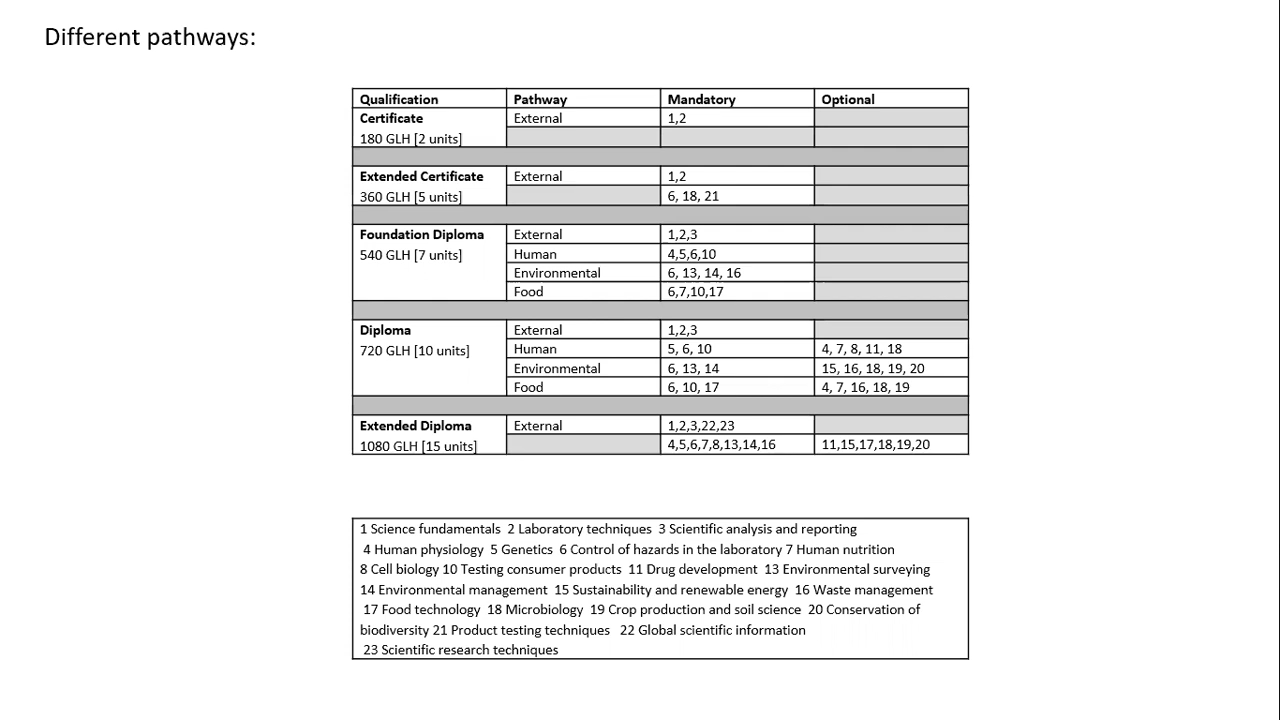 Different pathways:
Qualification Pathway Mandatory Optional
Certificate External 1,2
180 GLH [2 units]
Extended Certificate External 1,2
360 GLH [5 units] 6, 18, 21
Foundation Diploma External 1,2,3
540 GLH [7 units] Human 4,5,6,10
Environmental 6, 13, 14, 16
Food 6,7,10,17
Diploma External 1,2,3
720 GLH [10 units] Human 5, 6, 10 4, 7, 8, 11, 18
Environmental 6, 13, 14 15, 16, 18, 19, 20
Food 6, 10, 17 4, 7, 16, 18, 19
Extended Diploma External 1,2,3,22,23
1080 GLH [15 units] 4,5,6,7,8,13,14,16 11,15,17,18,19,20
1 Science fundamentals 2 Laboratory techniques 3 Scientific analysis and reporting
4 Human physiology 5 Genetics 6 Control of hazards in the laboratory 7 Human nutrition
8 Cell biology 10 Testing consumer products 11 Drug development 13 Environmental surveying
14 Environmental management 15 Sustainability and renewable energy 16 Waste management
17 Food technology 18 Microbiology 19 Crop production and soil science 20 Conservation of
biodiversity 21 Product testing techniques 22 Global scientific information
23 Scientific research techniques